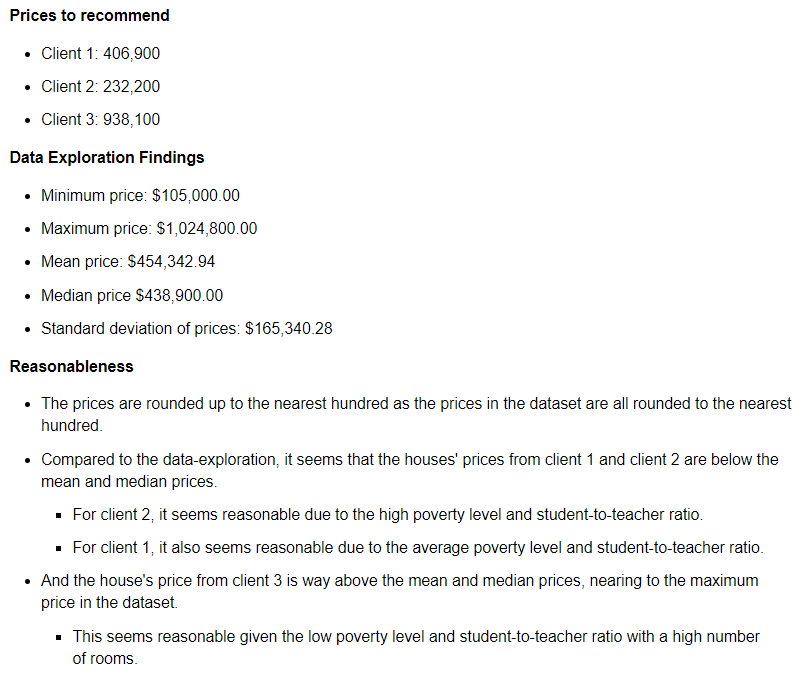 Prices to recommend
• Client 1: 406,900
• Client 2: 232,200
• Client 3: 938,100
Data Exploration Findings
• Minimum price: $105,000.00
• Maximum price: $1,024,800.00
• Mean price: $454,342.94
• Median price $438,900.00
• Standard deviation of prices: $165,340.28
Reasonableness
• The prices are rounded up to the nearest hundred as the prices in the dataset are all rounded to the nearest
hundred.
• Compared to the data-exploration, it seems that the houses' prices from client 1 and client 2 are below the
mean and median prices.
▪ For client 2, it seems reasonable due to the high poverty level and student-to-teacher ratio.
▪ For client 1, it also seems reasonable due to the average poverty level and student-to-teacher ratio.
• And the house's price from client 3 is way above the mean and median prices, nearing to the maximum
price in the dataset.
▪ This seems reasonable given the low poverty level and student-to-teacher ratio with a high number
of rooms.